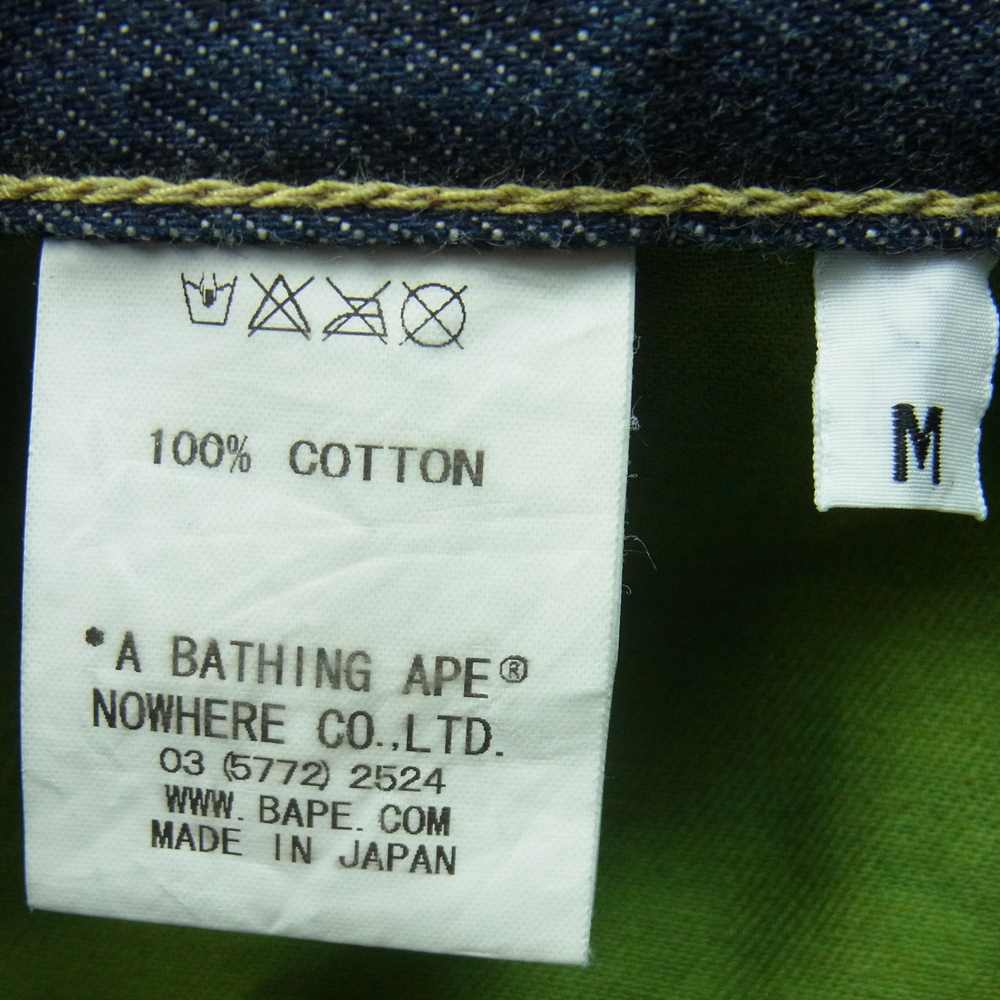 100% COTTON
*A BATHING APE®
NOWHERE CO.,LTD.
03 (5772) 2524
WWW. BAPE. COM
MADE IN JAPAN
M